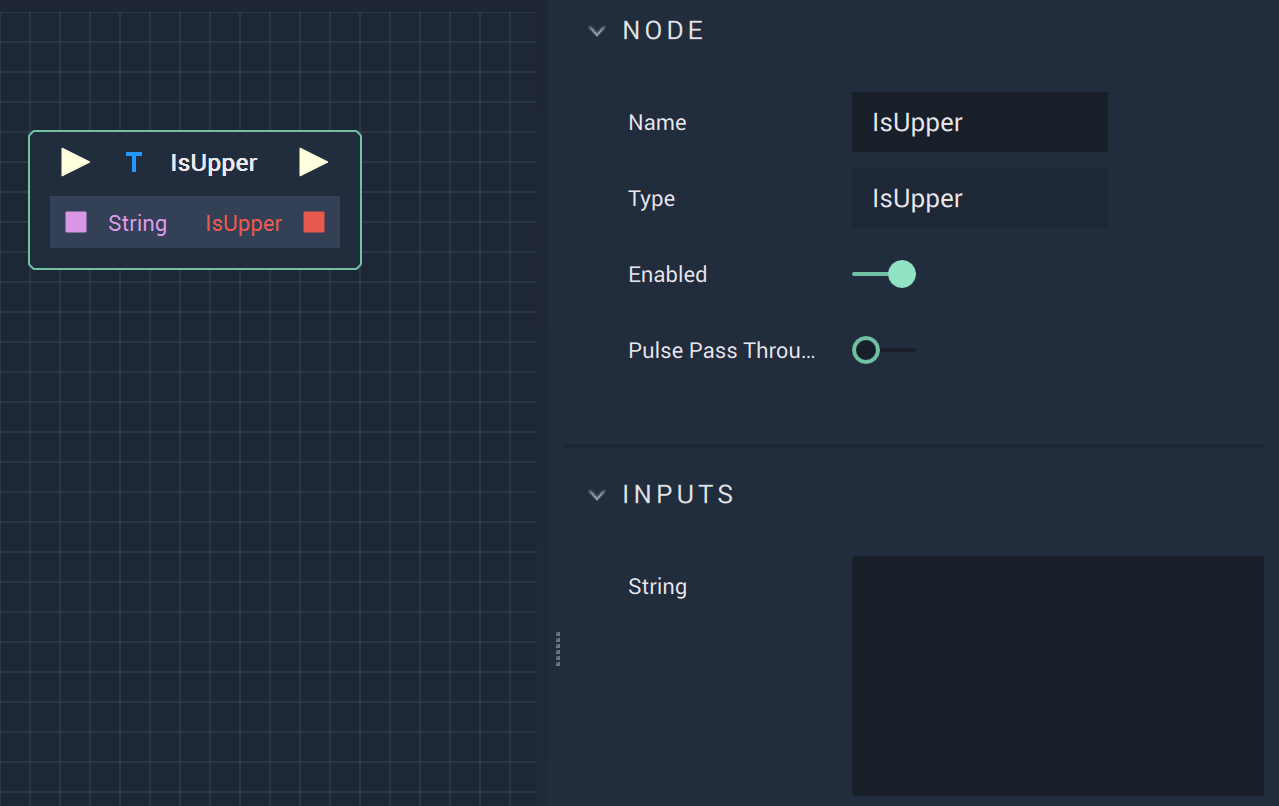 T IsUpper
String IsUpper
NODE
Name IsUpper
Type IsUpper
Enabled
Pulse Pass Throu...
INPUTS
String